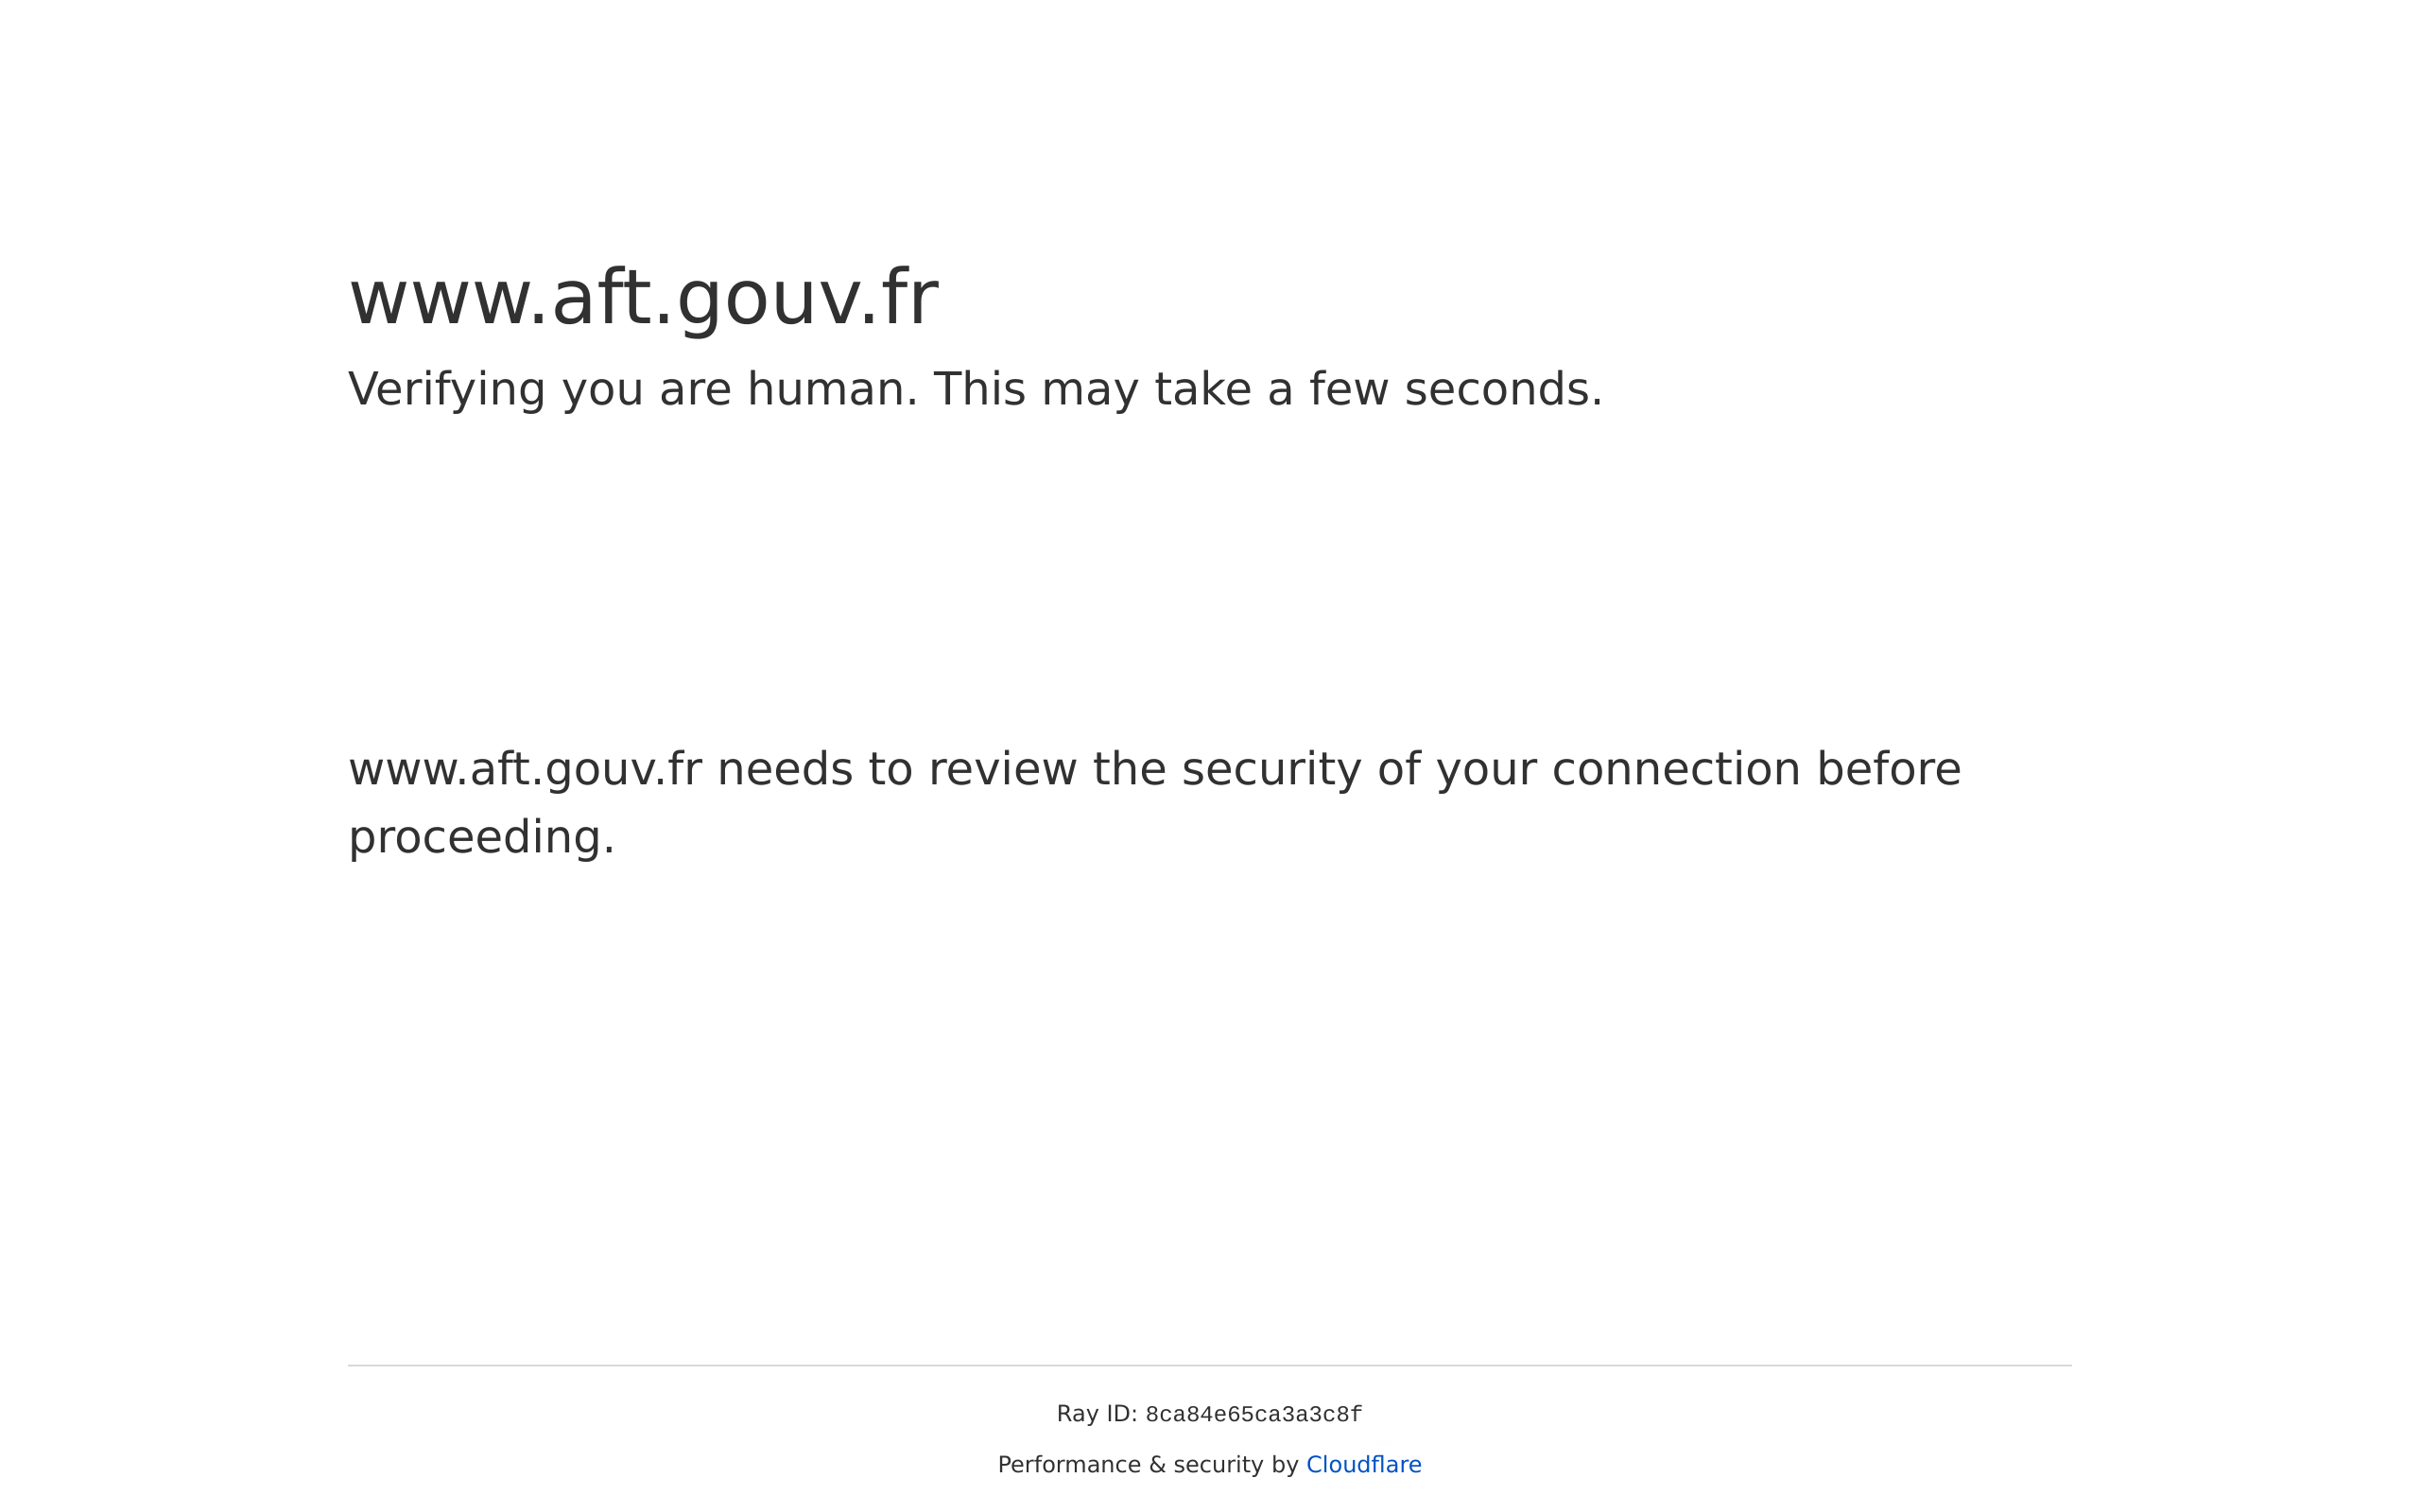 www.aft.gouv.fr
Verifying you are human. This may take a few seconds.
www.aft.gouv.fr needs to review the security of your connection before
proceeding.
Ray ID: 8ca84e65ca3a3c8f
Performance & security by Cloudflare